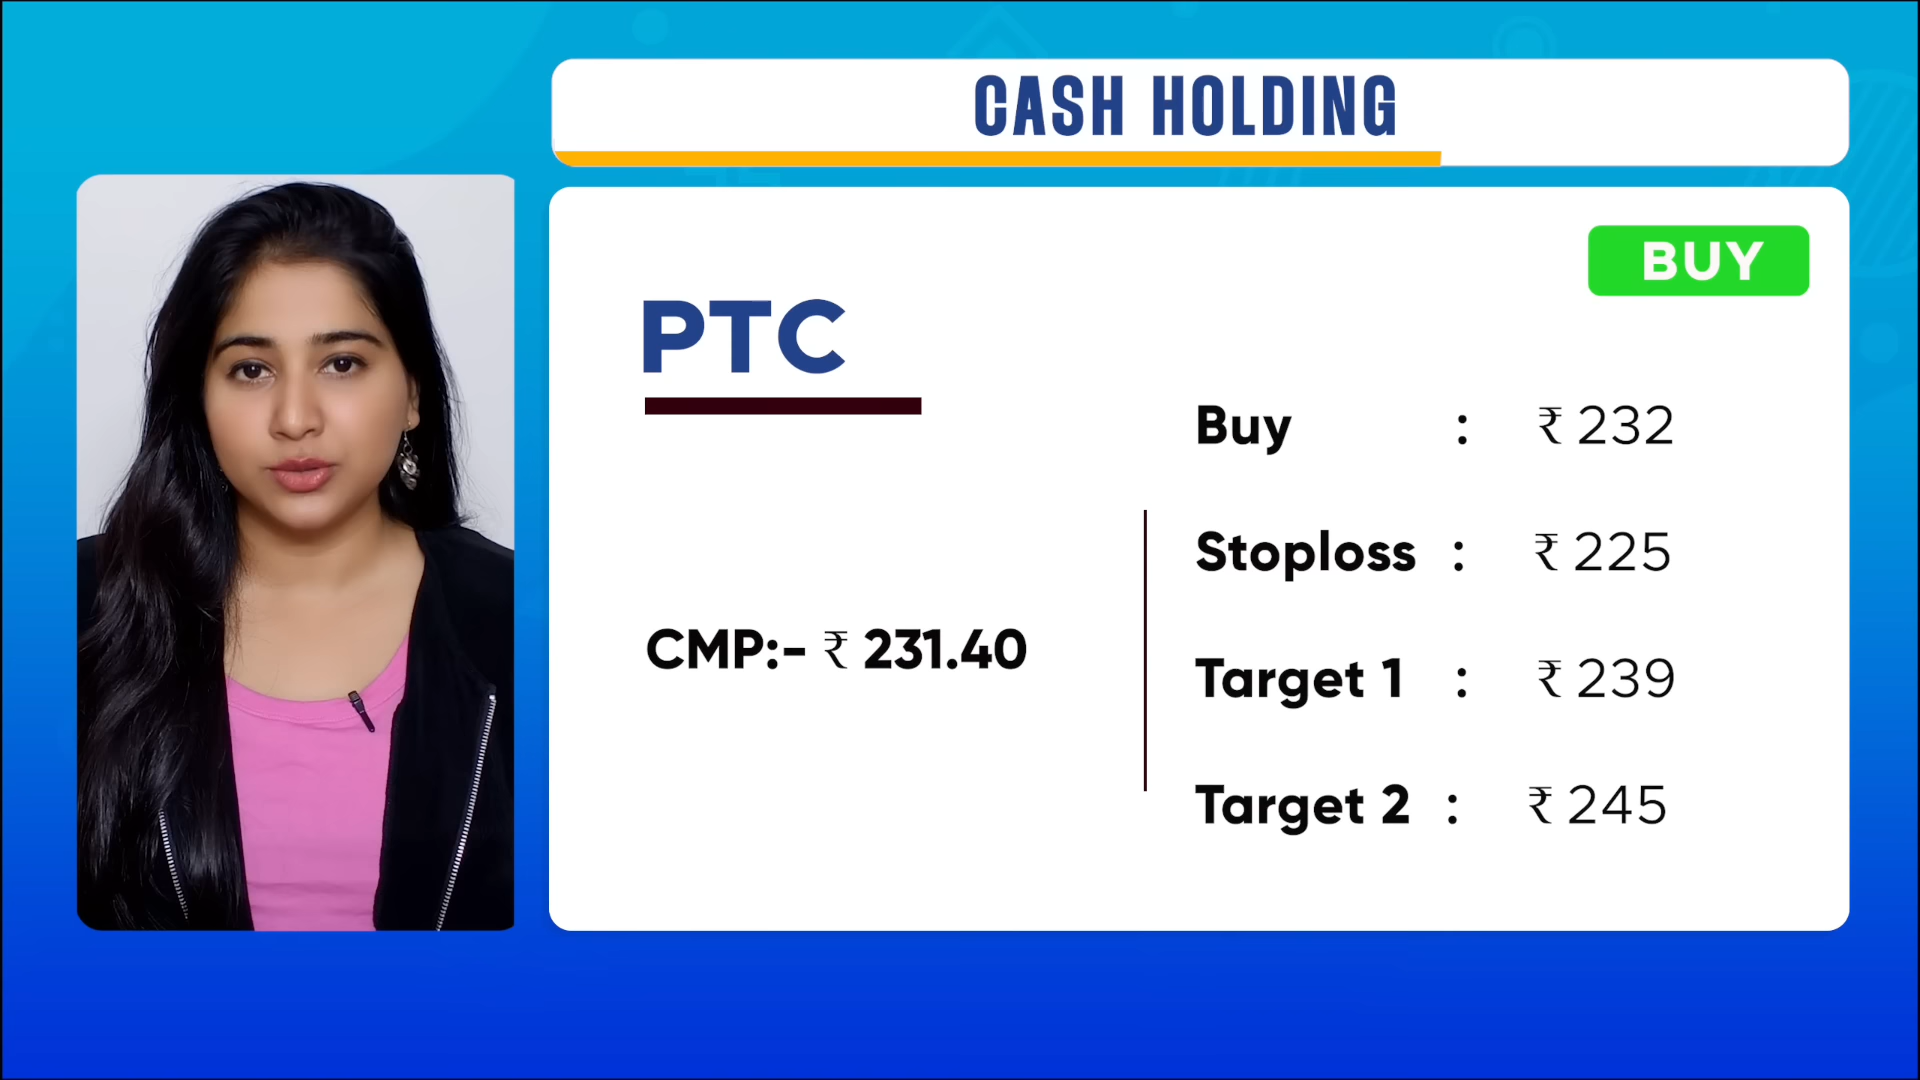 CASH HOLDING
BUY
PTC
CMP:- ₹ 231.40
Buy : ₹ 232
Stoploss : ₹ 225
Target 1 : ₹ 239
Target 2 : ₹ 245